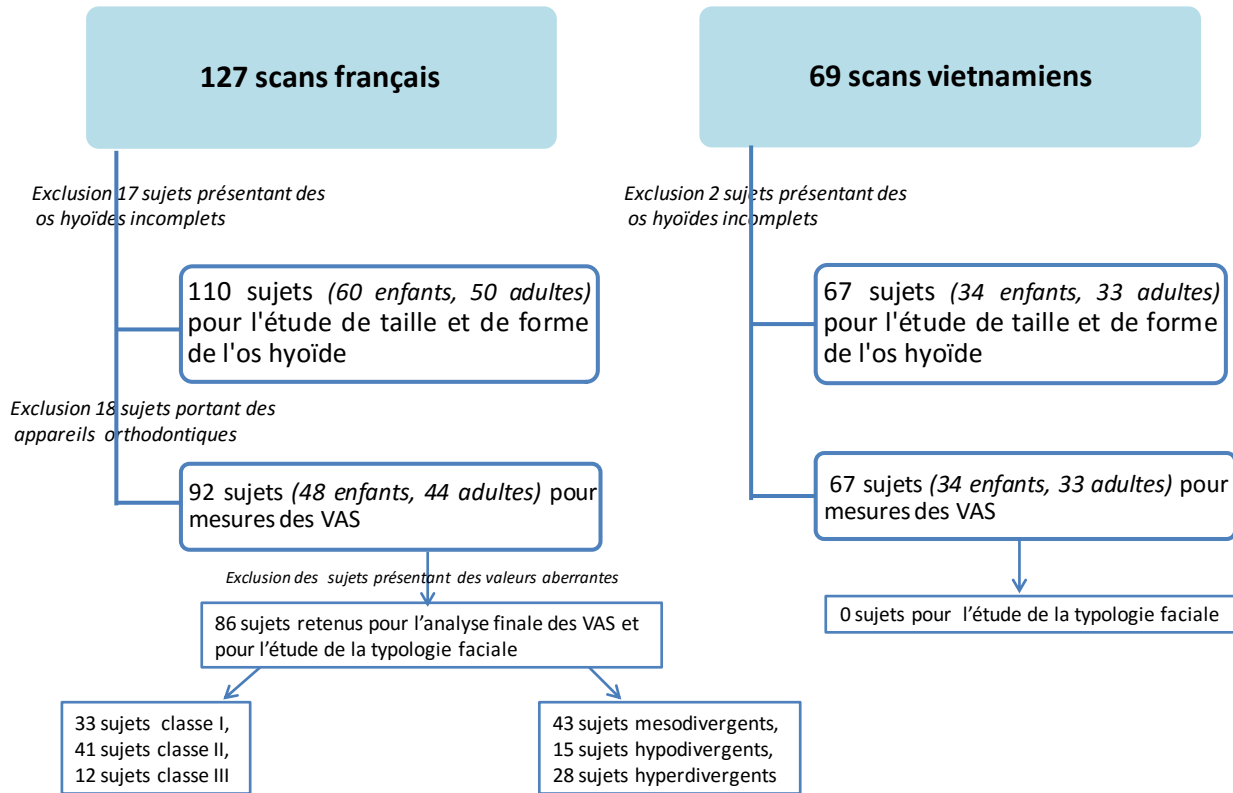 127 scans français
69 scans vietnamiens
Exclusion 17 sujets présentant des
os hyoïdes incomplets
Exclusion 2 sujets présentant des
os hyoïdes incomplets
110 sujets (60 enfants, 50 adultes)
pour l'étude de taille et de forme
de l'os hyoïde
67 sujets (34 enfants, 33 adultes)
pour l'étude de taille et de forme
de l'os hyoïde
Exclusion 18 sujets portant des
appareils orthodontiques
92 sujets (48 enfants, 44 adultes) pour
mesures des VAS
67 sujets (34 enfants, 33 adultes) pour
mesures des VAS
Exclusion des sujets présentant des valeurs aberrantes
86 sujets retenus pour l’analyse finale des VAS et
pour l’étude de la typologie faciale
0 sujets pour l’étude de la typologie faciale
33 sujets classe I,
41 sujets classe II,
12 sujets classe III
43 sujets mesodivergents,
15 sujets hypodivergents,
28 sujets hyperdivergents